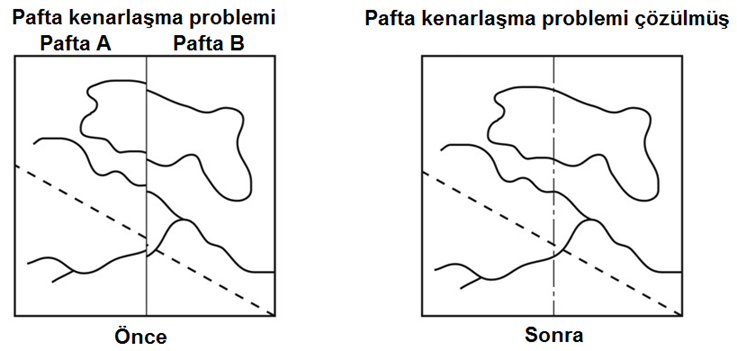 Pafta kenarlaşma problemi
Pafta A Pafta B
Önce
Pafta kenarlaşma problemi çözülmüş
Sonra